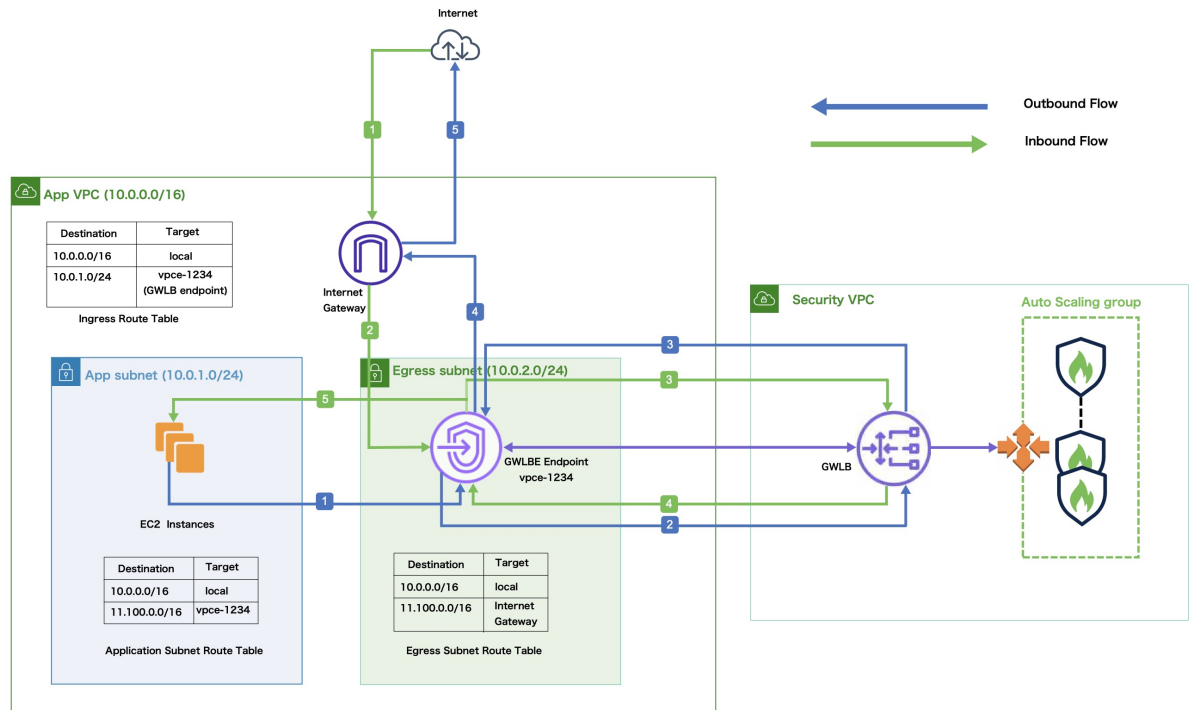 Internet
1
5
Outbound Flow
Inbound Flow
App VPC (10.0.0.0/16)
Destination Target
10.0.0.0/16 local
10.0.1.0/24 vpce-1234
(GWLB endpoint)
Ingress Route Table
Internet
Gateway
2
4
Security VPC
Auto Scaling group
App subnet (10.0.1.0/24)
Egress subnet (10.0.2.0/24)
3
3
5
GWLBE Endpoint
vpce-1234
GWLB
1
4
2
EC2 Instances
Destination Target
10.0.0.0/16 local
11.100.0.0/16 vpce-1234
Application Subnet Route Table
Destination Target
10.0.0.0/16 local
11.100.0.0/16 Internet
Gateway
Egress Subnet Route Table